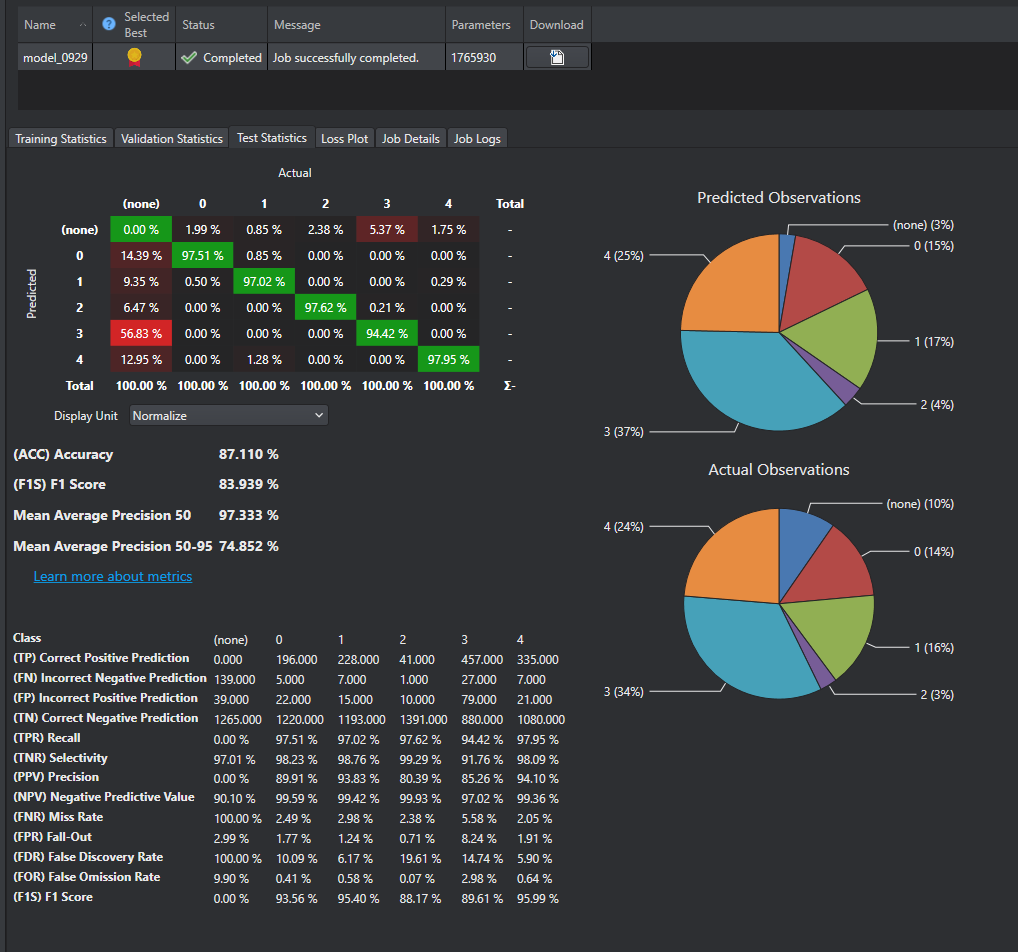 Name Selected Best Status Message Parameters Download
model_0929 Completed Job successfully completed. 1765930
Training Statistics Validation Statistics Test Statistics Loss Plot Job Details Job Logs
Actual
(none) 0 1 2 3 4 Total
(none) 0.00 % 1.99 % 0.85 % 2.38 % 5.37 % 1.75 % -
0 14.39 % 97.51 % 0.85 % 0.00 % 0.00 % 0.00 % -
1 9.35 % 0.50 % 97.02 % 0.00 % 0.00 % 0.29 % -
2 6.47 % 0.00 % 0.00 % 97.62 % 0.21 % 0.00 % -
3 56.83 % 0.00 % 0.00 % 0.00 % 94.42 % 0.00 % -
4 12.95 % 0.00 % 1.28 % 0.00 % 0.00 % 97.95 % -
Total 100.00 % 100.00 % 100.00 % 100.00 % 100.00 % 100.00 % Σ-
Predicted
Display Unit Normalize
(ACC) Accuracy 87.110 %
(F1S) F1 Score 83.939 %
Mean Average Precision 50 97.333 %
Mean Average Precision 50-95 74.852 %
Learn more about metrics
Class (none) 0 1 2 3 4
(TP) Correct Positive Prediction 0.000 196.000 228.000 41.000 457.000 335.000
(FN) Incorrect Negative Prediction 139.000 5.000 7.000 1.000 27.000 7.000
(FP) Incorrect Positive Prediction 39.000 22.000 15.000 10.000 79.000 21.000
(TN) Correct Negative Prediction 1265.000 1220.000 1193.000 1391.000 880.000 1080.000
(TPR) Recall 0.00 % 97.51 % 97.02 % 97.62 % 94.42 % 97.95 %
(TNR) Selectivity 97.01 % 98.23 % 98.76 % 99.29 % 91.76 % 98.09 %
(PPV) Precision 0.00 % 89.91 % 93.83 % 80.39 % 85.26 % 94.10 %
(NPV) Negative Predictive Value 90.10 % 99.59 % 99.42 % 99.93 % 97.02 % 99.36 %
(FNR) Miss Rate 100.00 % 2.49 % 2.98 % 2.38 % 5.58 % 2.05 %
(FPR) Fall-Out 2.99 % 1.77 % 1.24 % 0.71 % 8.24 % 1.91 %
(FDR) False Discovery Rate 100.00 % 10.09 % 6.17 % 19.61 % 14.74 % 5.90 %
(FOR) False Omission Rate 9.90 % 0.41 % 0.58 % 0.07 % 2.98 % 0.64 %
(F1S) F1 Score 0.00 % 93.56 % 95.40 % 88.17 % 89.61 % 95.99 %
Predicted Observations
(none) (3%)
0 (15%)
4 (25%)
1 (17%)
2 (4%)
3 (37%)
Actual Observations
(none) (10%)
4 (24%)
0 (14%)
1 (16%)
3 (34%)
2 (3%)